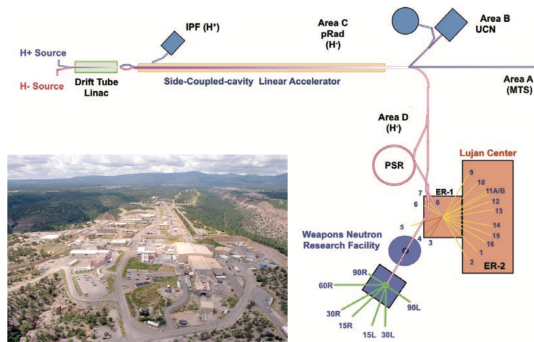 IPF (H⁺)
Area C
pRad
(H⁻)
Area B
UCN
H+ Source
H- Source
Drift Tube
Linac
Side-Coupled-cavity Linear Accelerator
Area A
(MTS)
Area D
(H⁻)
PSR
Lujan Center
ER-1
9
10
11A/B
12
13
14
15
16
1
2
3
4
5
6
7
8
ER-2
Weapons Neutron
Research Facility
90R
60R
30R
15R
15L
30L
90L